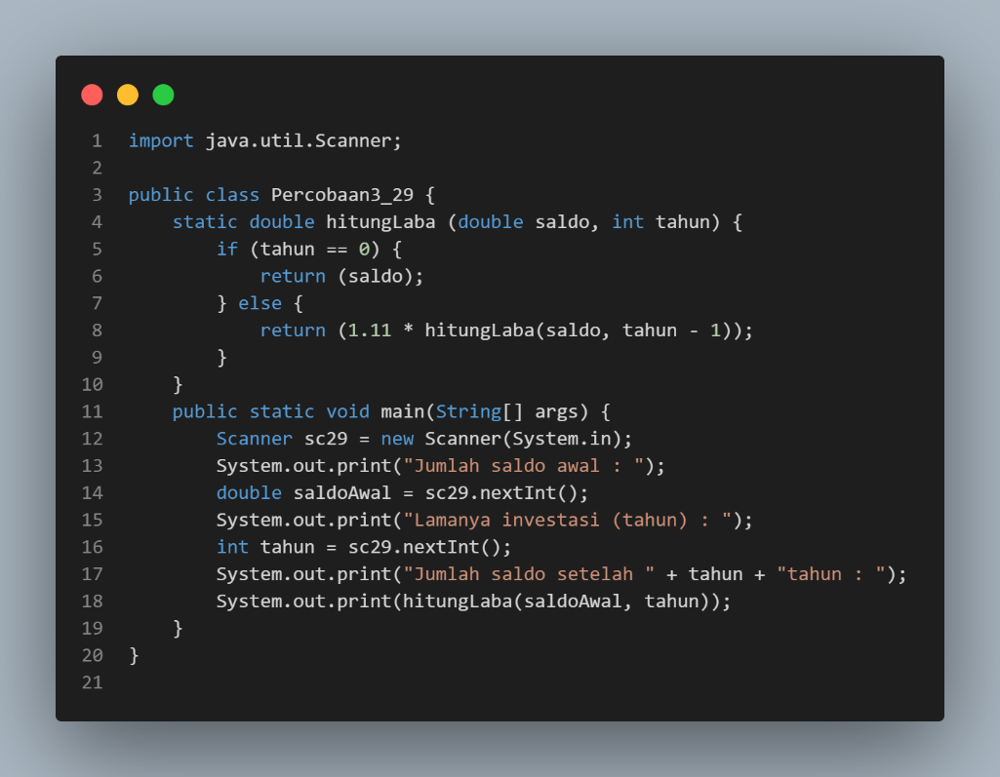 1 import java.util.Scanner;
2
3 public class Percobaan3_29 {
4     static double hitungLaba (double saldo, int tahun) {
5         if (tahun == 0) {
6             return (saldo);
7         } else {
8             return (1.11 * hitungLaba(saldo, tahun - 1));
9         }
10     }
11     public static void main(String[] args) {
12         Scanner sc29 = new Scanner(System.in);
13         System.out.print("Jumlah saldo awal : ");
14         double saldoAwal = sc29.nextInt();
15         System.out.print("Lamanya investasi (tahun) : ");
16         int tahun = sc29.nextInt();
17         System.out.print("Jumlah saldo setelah " + tahun + "tahun : ");
18         System.out.print(hitungLaba(saldoAwal, tahun));
19     }
20 }
21